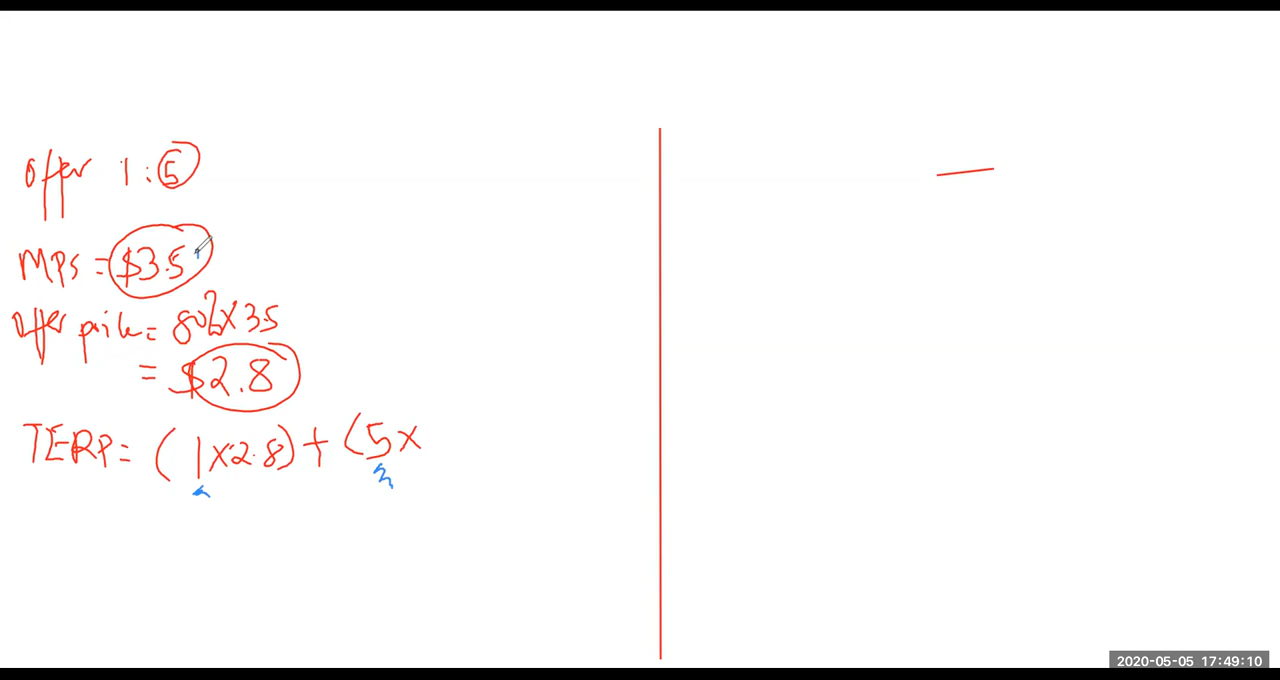 Offer 1:5
MPS = $3.5
Offer price = 80% x 3.5
= $2.8
TERP = (1x2.8) + (5x
2020-05-05 17:49:10